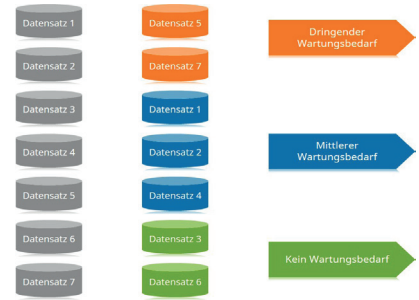 Datensatz 1
Datensatz 2
Datensatz 3
Datensatz 4
Datensatz 5
Datensatz 6
Datensatz 7
Datensatz 5
Datensatz 7
Datensatz 1
Datensatz 2
Datensatz 4
Datensatz 3
Datensatz 6
Dringender
Wartungsbedarf
Mittlerer
Wartungsbedarf
Kein Wartungsbedarf